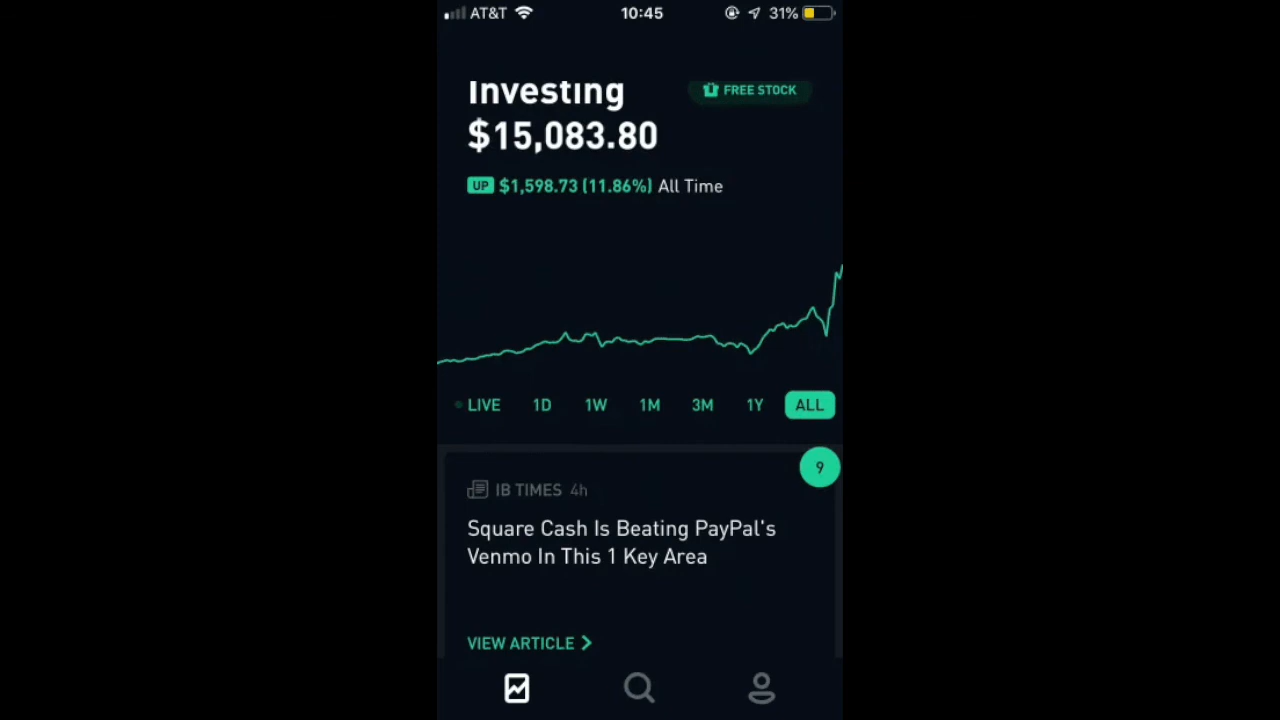 AT&T 10:45 31%
Investing FREE STOCK
$15,083.80
UP $1,598.73 (11.86%) All Time
LIVE 1D 1W 1M 3M 1Y ALL
9
IB TIMES 4h
Square Cash Is Beating PayPal's
Venmo In This 1 Key Area
VIEW ARTICLE